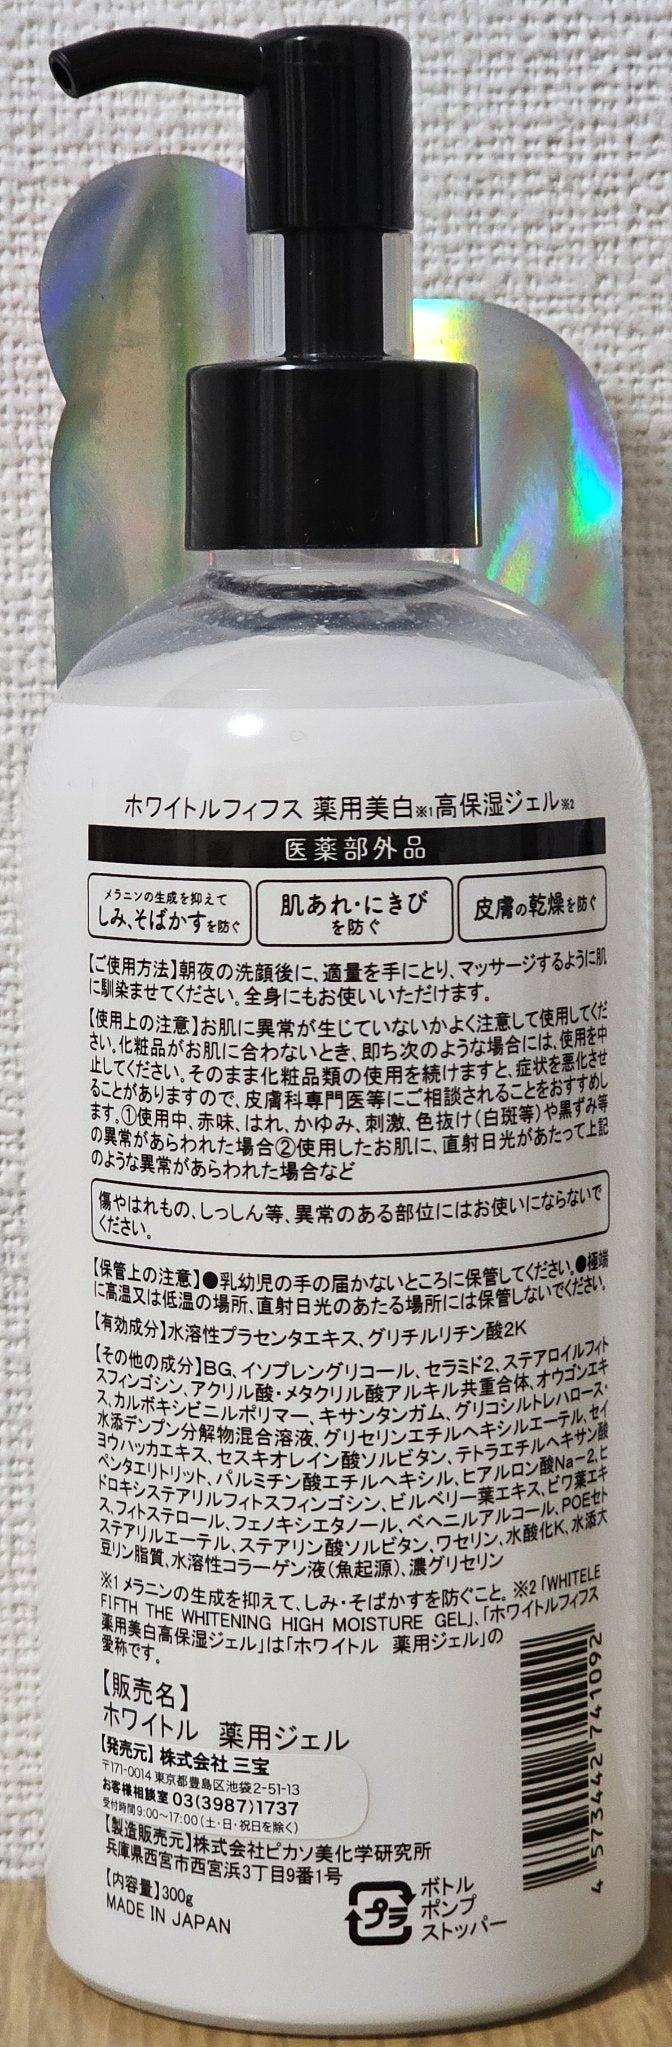 ホワイトルフィフス 薬用美白※1高保湿ジェル※2
医薬部外品
メラニンの生成を抑えて
しみ、そばかすを防ぐ
肌あれ・にきび
を防ぐ
皮膚の乾燥を防ぐ
【ご使用方法】朝夜の洗顔後に、適量を手にとり、マッサージするように肌
に馴染ませてください。全身にもお使いいただけます。
【使用上の注意】お肌に異常が生じていないかよく注意して使用してくだ
さい。化粧品がお肌に合わないとき、即ち次のような場合には、使用を中
止してください。そのまま化粧品類の使用を続けますと、症状を悪化させ
ることがありますので、皮膚科専門医等にご相談されることをおすすめし
ます。①使用中、赤味、はれ、かゆみ、刺激、色抜け(白斑等)や黒ずみ等
の異常があらわれた場合②使用したお肌に、直射日光があたって上記
のような異常があらわれた場合など
傷やはれもの、しっしん等、異常のある部位にはお使いにならないで
ください。
【保管上の注意】●乳幼児の手の届かないところに保管してください。●極端
に高温又は低温の場所、直射日光のあたる場所には保管しないでください。
【有効成分】水溶性プラセンタエキス、グリチルリチン酸2K
【その他の成分】BG、イソプレングリコール、セラミド2、ステアロイルフィト
スフィンゴシン、アクリル酸・メタクリル酸アルキル共重合体、オウゴンエキ
ス、カルボキシビニルポリマー、キサンタンガム、グリコシルトレハロース・
水添デンプン分解物混合溶液、グリセリンエチルヘキシルエーテル、セイ
ヨウハッカエキス、セスキオレイン酸ソルビタン、テトラエチルヘキサン酸
ペンタエリトリット、パルミチン酸エチルヘキシル、ヒアルロン酸Na-2、ヒ
ドロキシステアリルフィトスフィンゴシン、ビルベリー葉エキス、ビワ葉エキ
ス、フィトステロール、フェノキシエタノール、ベヘニルアルコール、POEセト
ステアリルエーテル、ステアリン酸ソルビタン、ワセリン、水酸化K、水添大
豆リン脂質、水溶性コラーゲン液(魚起源)、濃グリセリン
※1メラニンの生成を抑えて、しみ・そばかすを防ぐこと。※2「WHITELE
FIFTH THE WHITENING HIGH MOISTURE GEL」、「ホワイトルフィフス
薬用美白高保湿ジェル」は「ホワイトル 薬用ジェル」の
愛称です。
【販売名】
ホワイトル 薬用ジェル
【発売元】株式会社 三宝
〒171-0014 東京都豊島区池袋2-51-13
お客様相談室 03(3987)1737
受付時間9:00～17:00(土・日・祝日を除く)
【製造販売元】株式会社ピカソ美化学研究所
兵庫県西宮市西宮浜3丁目9番1号
【内容量】300g
MADE IN JAPAN
プラ
ボトル
ポンプ
ストッパー
4 573442 741092